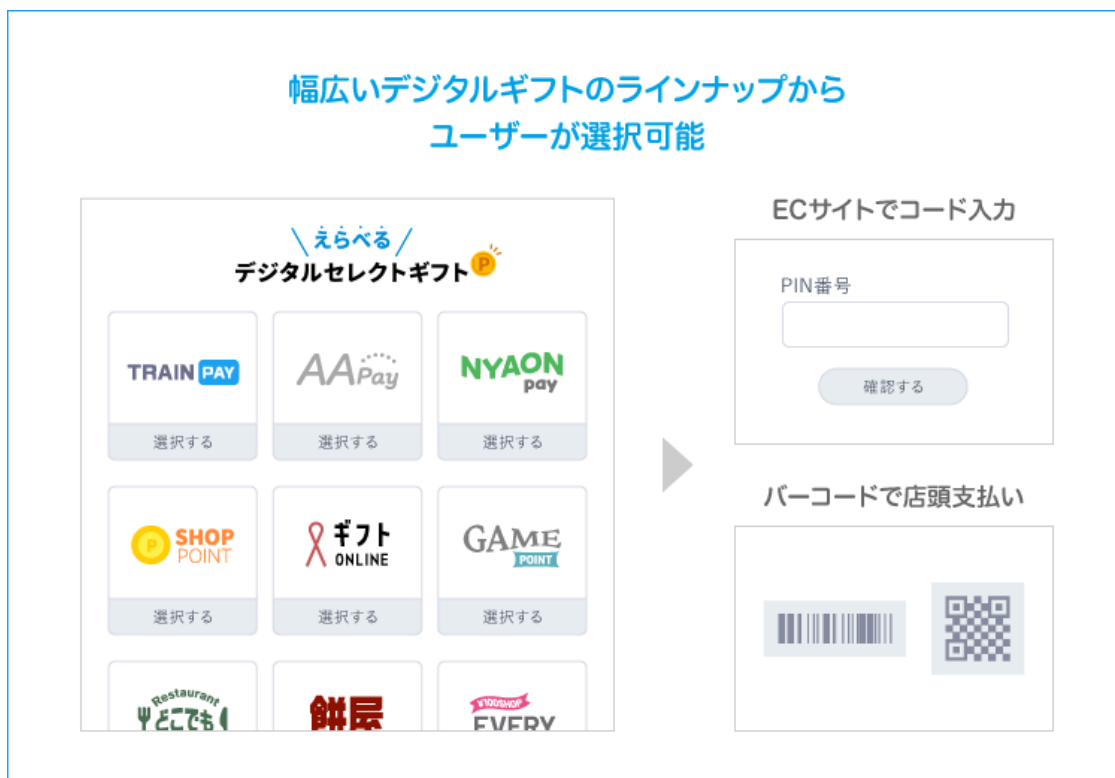 幅広いデジタルギフトのラインナップから
ユーザーが選択可能
えらべる
デジタルセレクトギフト P
TRAIN PAY
選択する
AA Pay
選択する
NYAON pay
選択する
P SHOP POINT
選択する
ギフト ONLINE
選択する
GAME POINT
選択する
Restaurant
どこでも
餅屋
¥100SHOP
EVERY
ECサイトでコード入力
PIN番号
確認する
バーコードで店頭支払い